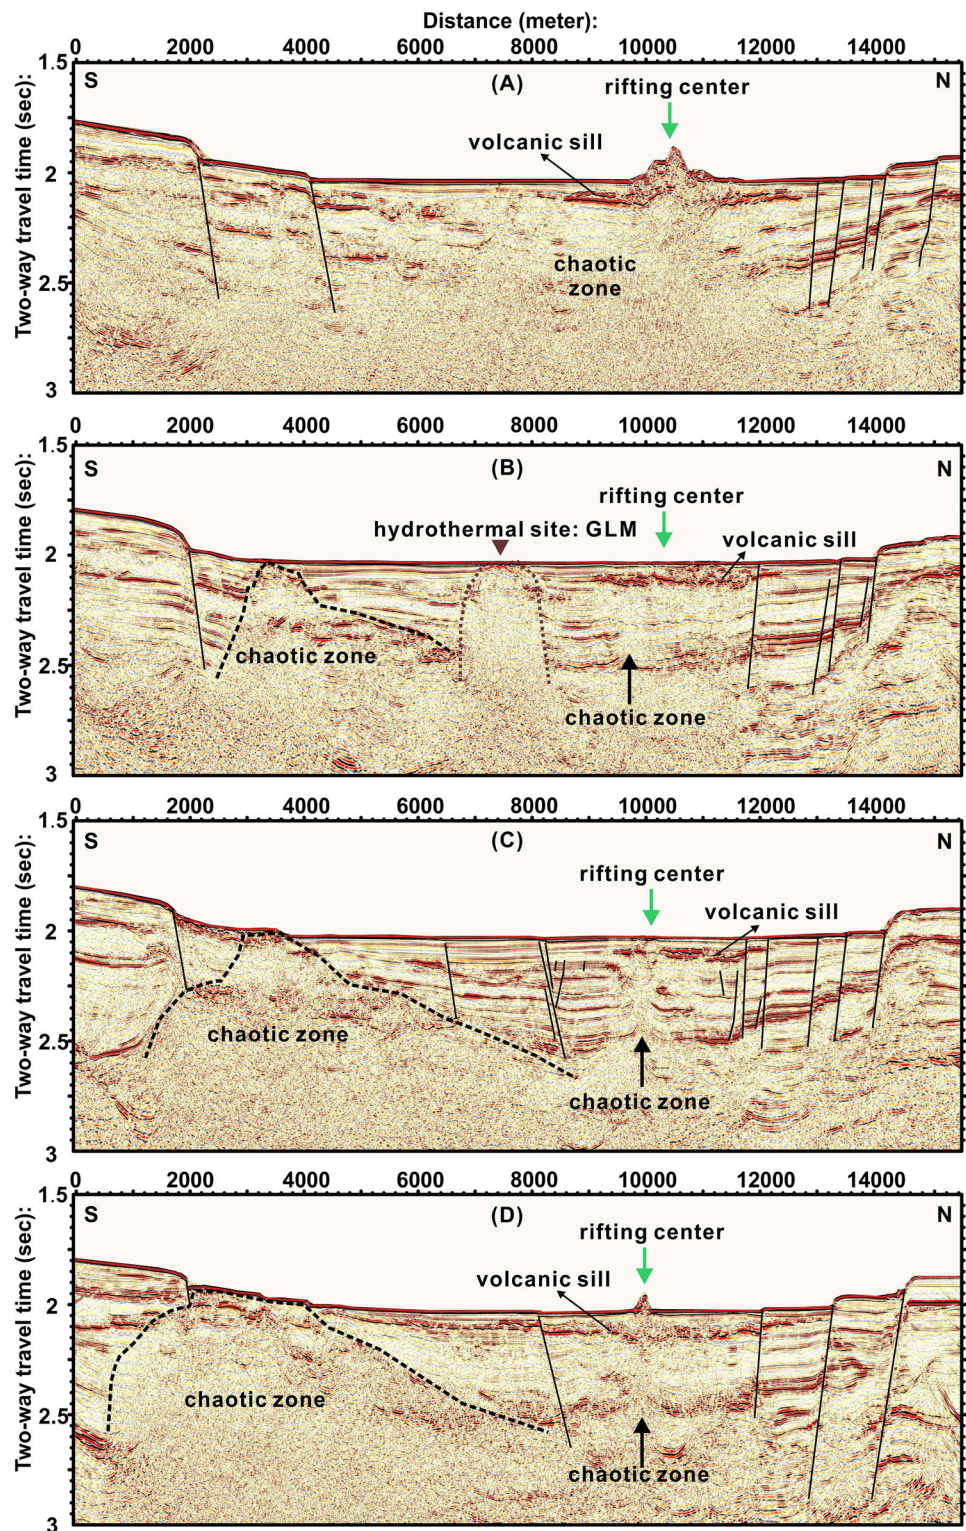 Distance (meter):
0 2000 4000 6000 8000 10000 12000 14000
1.5
S (A) N
rifting center
volcanic sill
2
chaotic
zone
2.5
3
Two-way travel time (sec):
0 2000 4000 6000 8000 10000 12000 14000
1.5
S (B) N
rifting center
hydrothermal site: GLM
volcanic sill
2
chaotic zone
2.5
chaotic zone
3
Two-way travel time (sec):
0 2000 4000 6000 8000 10000 12000 14000
1.5
S (C) N
rifting center
volcanic sill
2
chaotic zone
2.5
chaotic zone
3
Two-way travel time (sec):
0 2000 4000 6000 8000 10000 12000 14000
1.5
S (D) N
rifting center
volcanic sill
2
chaotic zone
2.5
chaotic zone
3
Two-way travel time (sec):